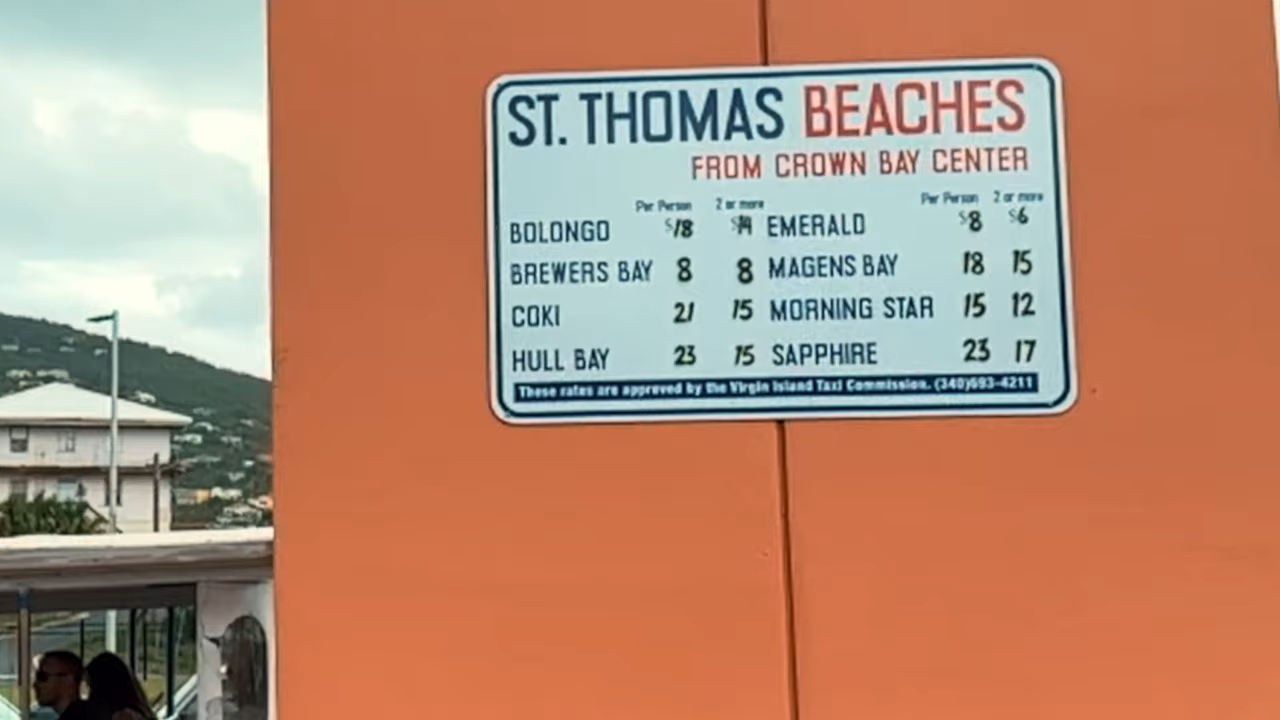 ST. THOMAS BEACHES
FROM CROWN BAY CENTER
Per Person 2 or more Per Person 2 or more
BOLONGO $18 $14 EMERALD $8 $6
BREWERS BAY 8 8 MAGENS BAY 18 15
COKI 21 15 MORNING STAR 15 12
HULL BAY 23 15 SAPPHIRE 23 17
These rates are approved by the Virgin Island Taxi Commission. (340)693-4211